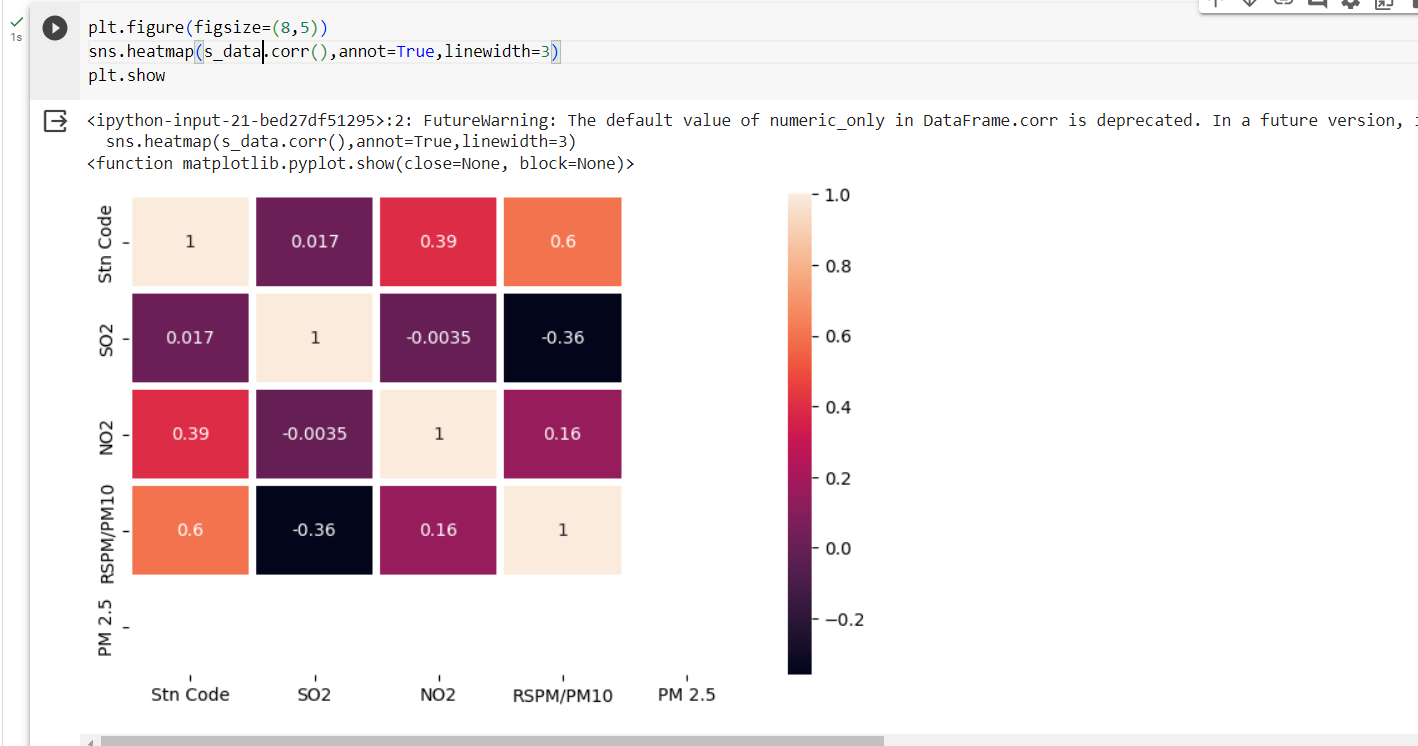 1s
plt.figure(figsize=(8,5))
sns.heatmap(s_data.corr(),annot=True,linewidth=3)
plt.show
<ipython-input-21-bed27df51295>:2: FutureWarning: The default value of numeric_only in DataFrame.corr is deprecated. In a future version,
sns.heatmap(s_data.corr(),annot=True,linewidth=3)
<function matplotlib.pyplot.show(close=None, block=None)>
Stn Code
1 0.017 0.39 0.6
SO2
0.017 1 -0.0035 -0.36
NO2
0.39 -0.0035 1 0.16
RSPM/PM10
0.6 -0.36 0.16 1
PM 2.5
Stn Code SO2 NO2 RSPM/PM10 PM 2.5
1.0
0.8
0.6
0.4
0.2
0.0
−0.2